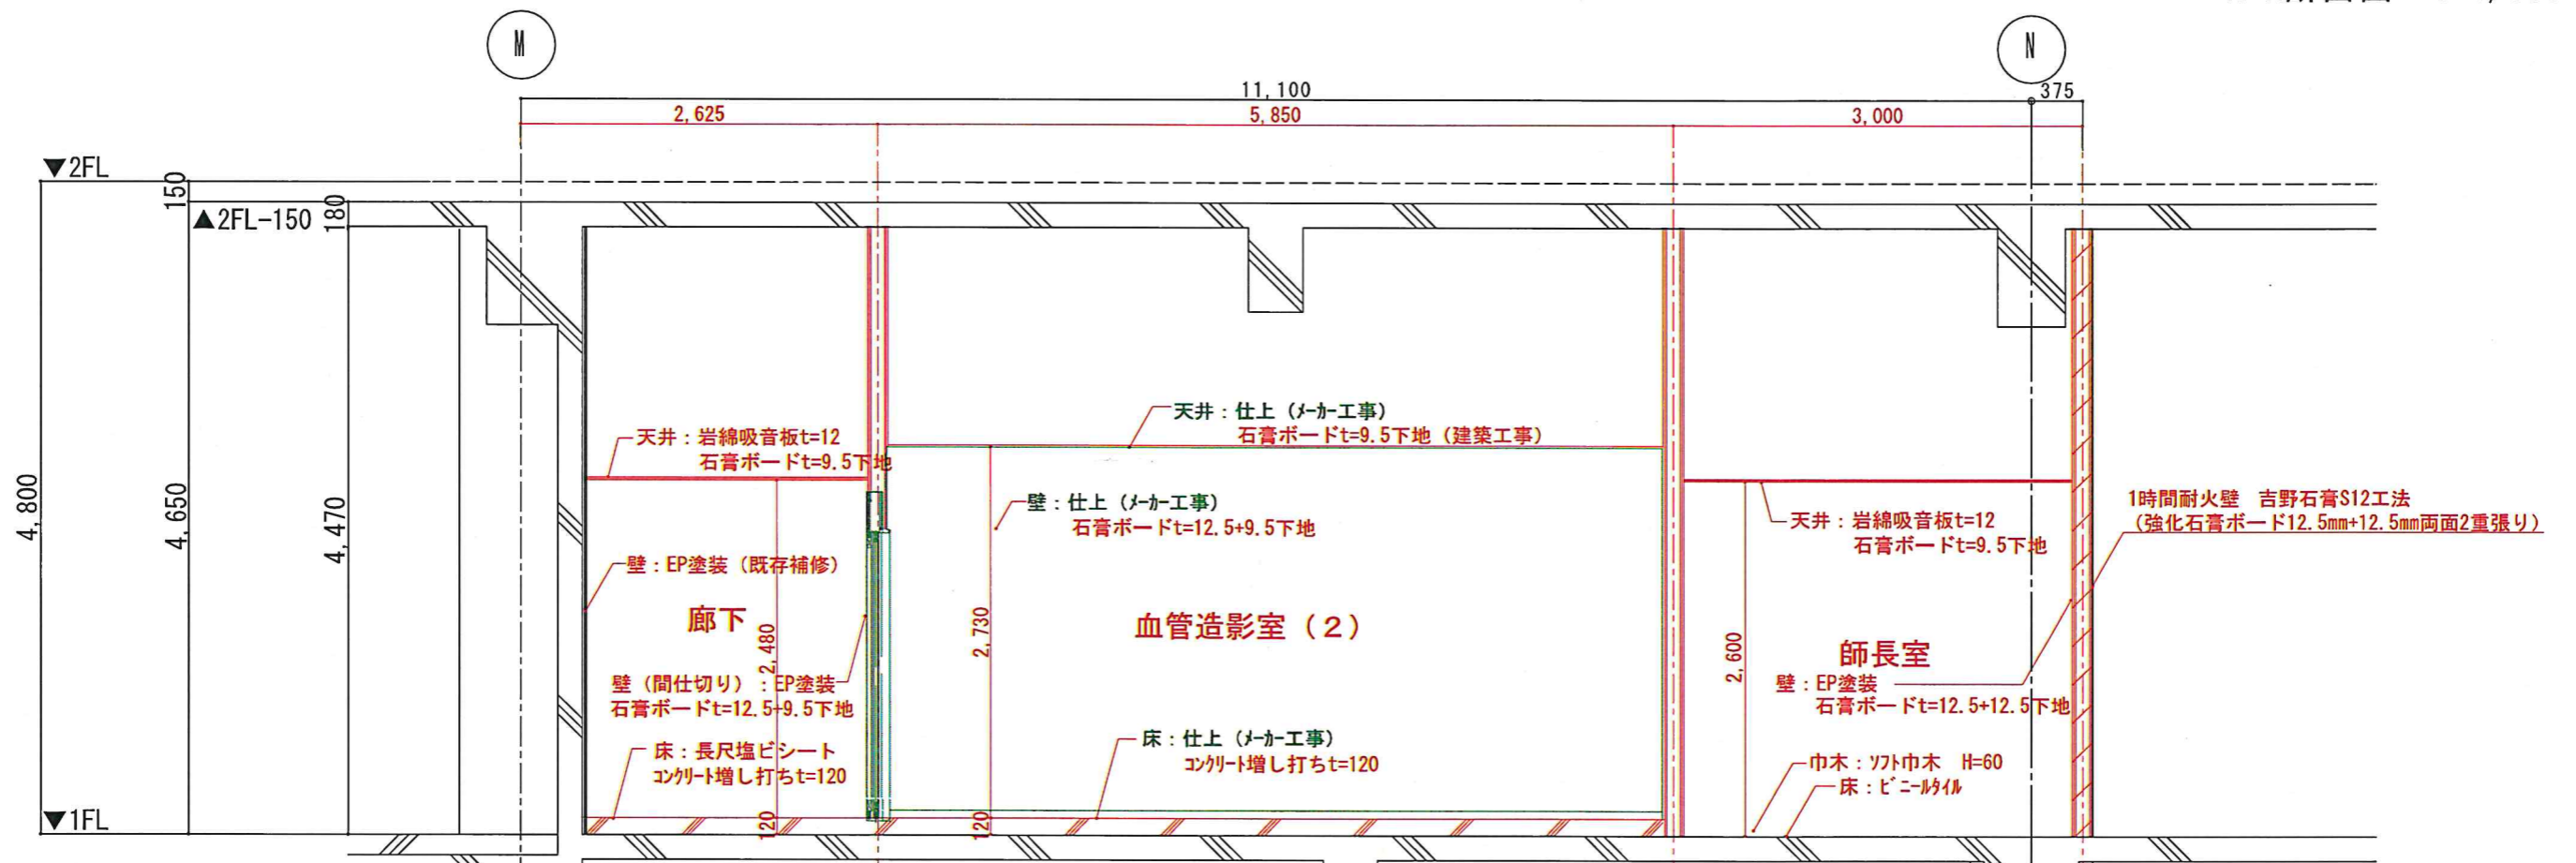 M
N
11,100
375
2,625
5,850
3,000
▼2FL
150
▲2FL-150
180
天井：仕上（ﾒｰｶｰ工事）
石膏ボードt=9.5下地（建築工事）
天井：岩綿吸音板t=12
石膏ボードt=9.5下地
4,800
4,650
4,470
壁：仕上（ﾒｰｶｰ工事）
石膏ボードt=12.5+9.5下地
天井：岩綿吸音板t=12
石膏ボードt=9.5下地
1時間耐火壁　吉野石膏S12工法
（強化石膏ボード12.5mm+12.5mm両面2重張り）
壁：EP塗装（既存補修）
廊下
2,480
2,730
血管造影室（２）
2,600
師長室
壁（間仕切り）：EP塗装
石膏ボードt=12.5+9.5下地
壁：EP塗装
石膏ボードt=12.5+12.5下地
床：長尺塩ビシート
ｺﾝｸﾘｰﾄ増し打ちt=120
床：仕上（ﾒｰｶｰ工事）
ｺﾝｸﾘｰﾄ増し打ちt=120
巾木：ｿﾌﾄ巾木　H=60
床：ﾋﾞﾆｰﾙﾀｲﾙ
▼1FL
120
120